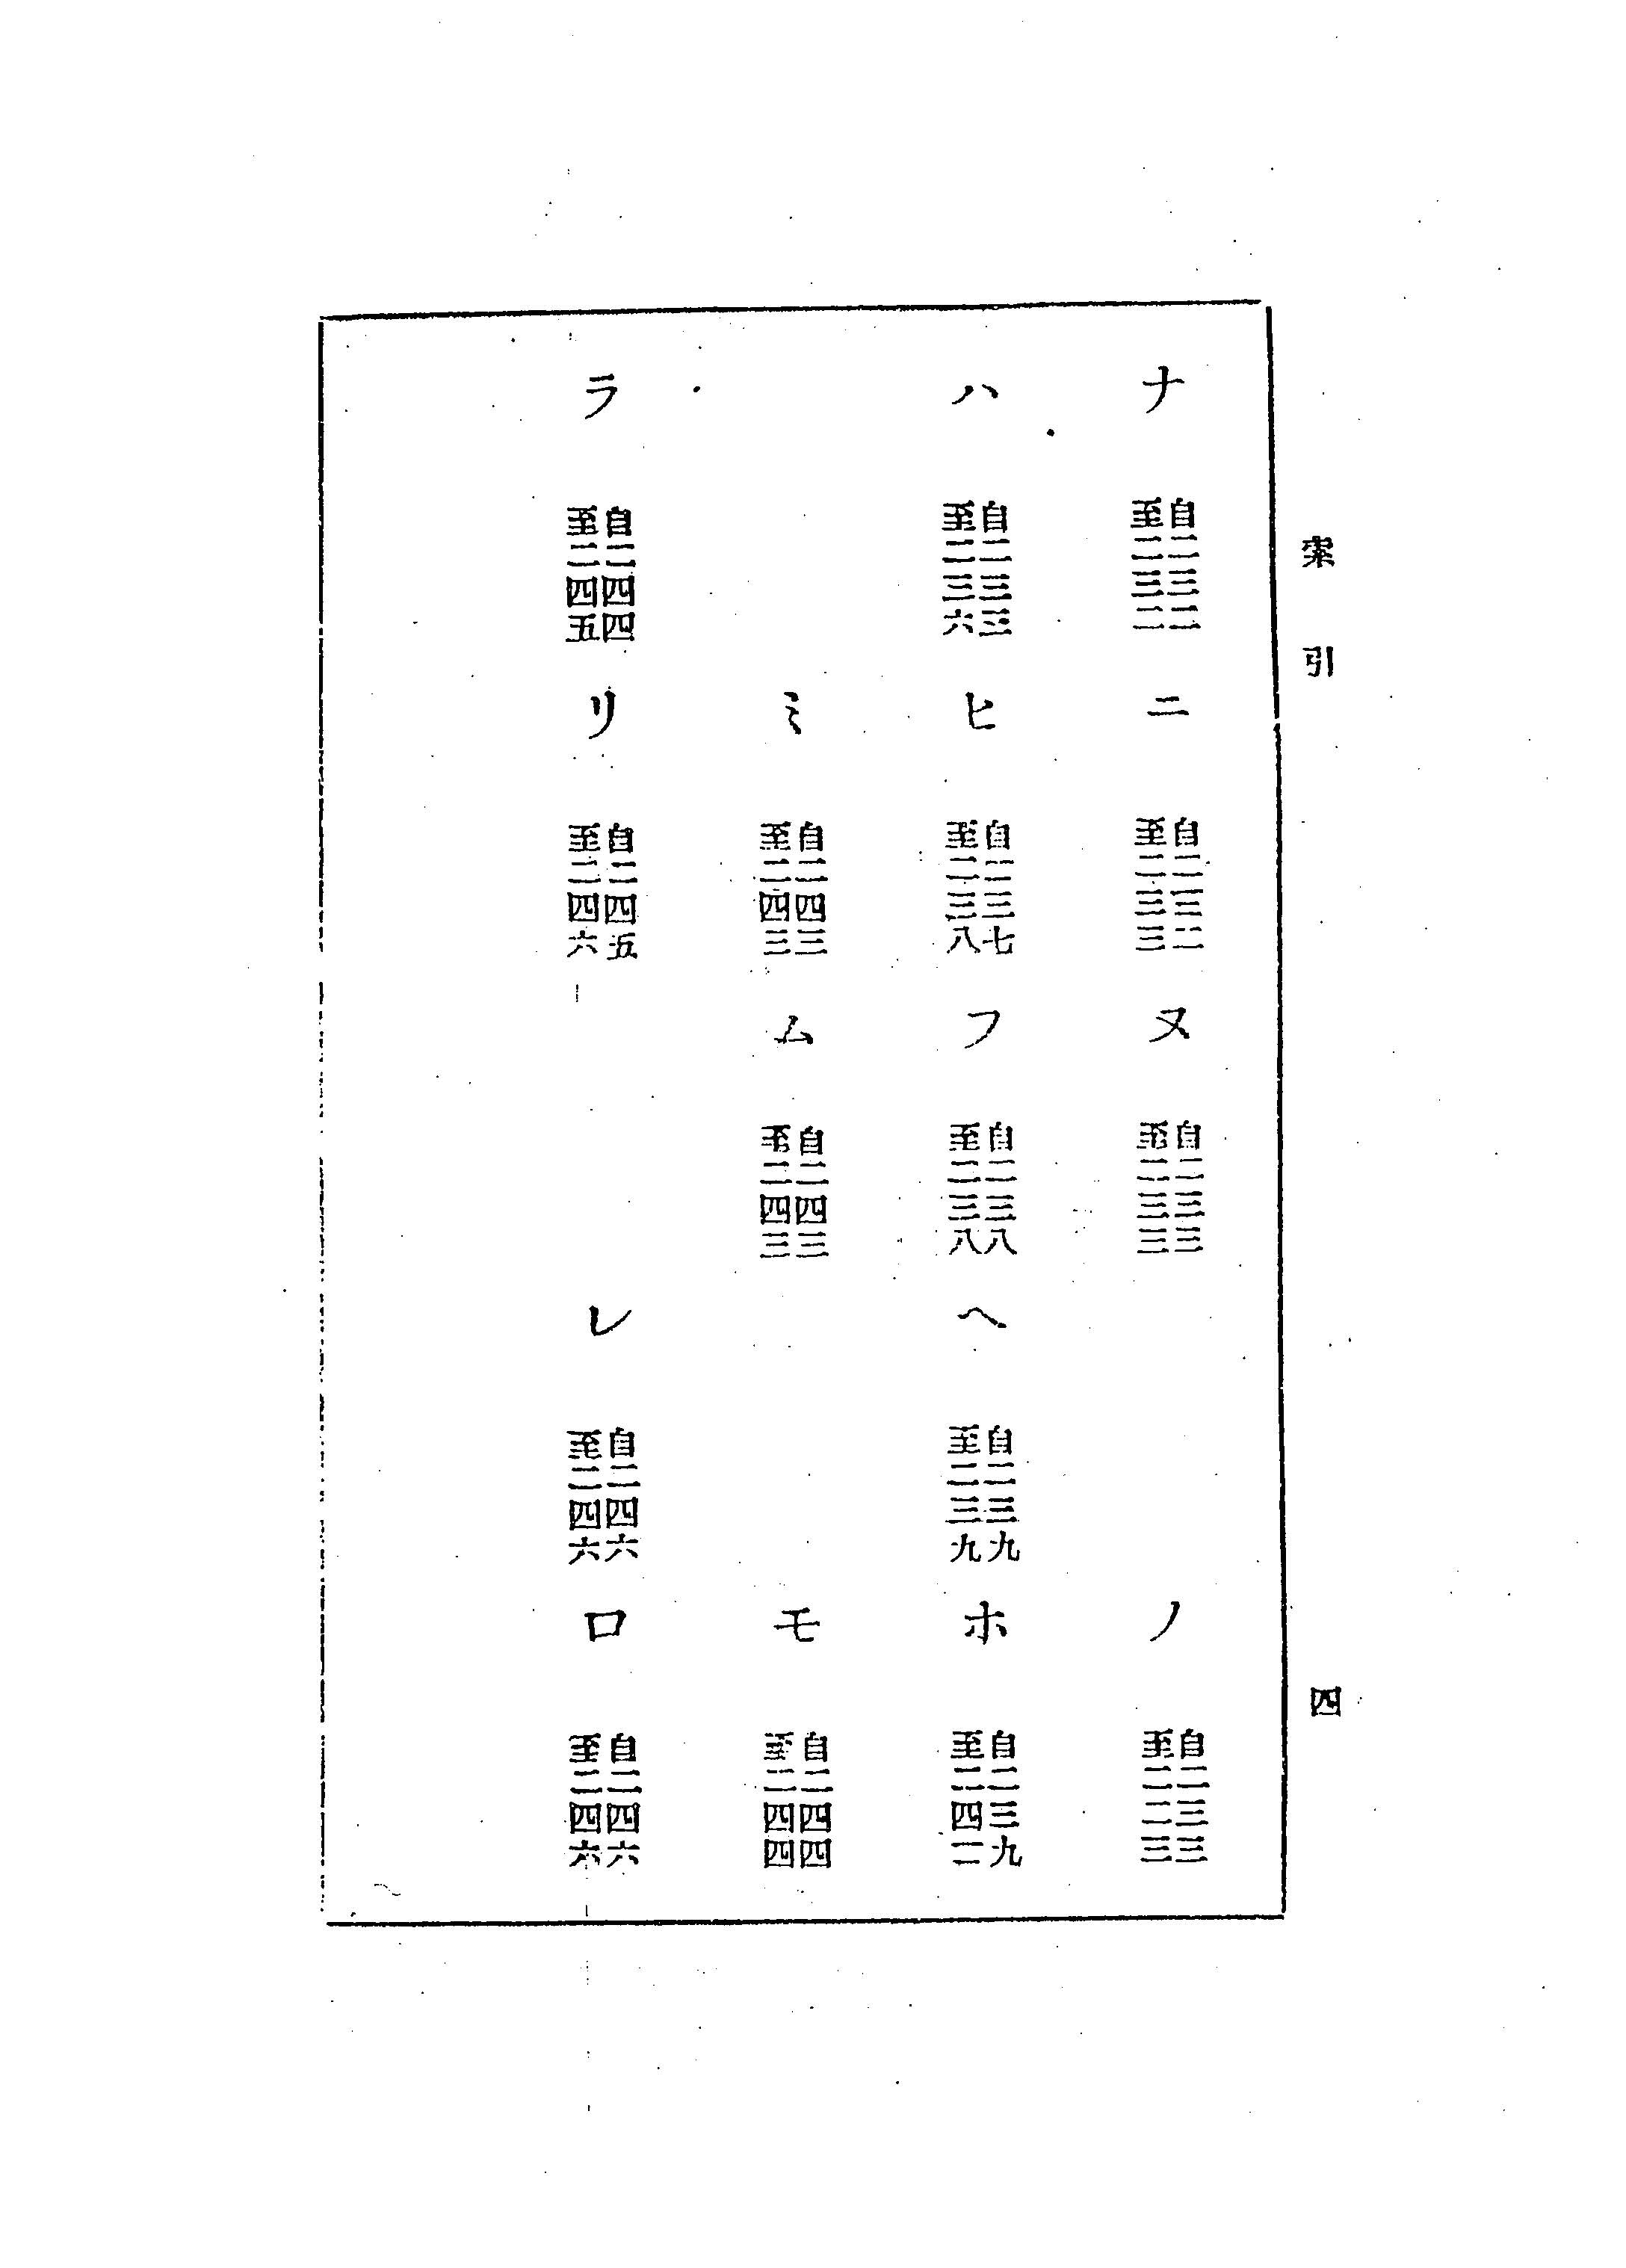 索引
四
ナ
自二三二
至二三二
ニ
自二三二
至二三三
ヌ
自二三三
至二三三
ノ
自二三三
至二二三
ハ
自二三三
至二三六
ヒ
自二三七
至二三八
フ
自二三八
至二三八
ヘ
自二三九
至二三九
ホ
自二三九
至二四二
ミ
自二四三
至二四三
ム
自二四三
至二四三
モ
自二四四
至二四四
ラ
自二四四
至二四五
リ
自二四五
至二四六
レ
自二四六
至二四六
ロ
自二四六
至二四六